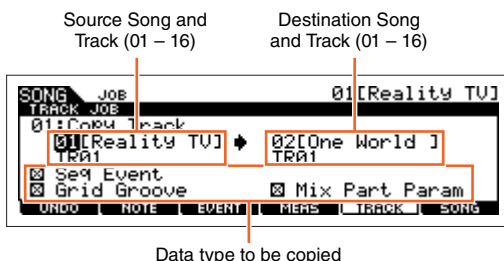 Source Song and Track (01 – 16)
Destination Song and Track (01 – 16)
SONG JOB 01[Reality TV]
TRACK JOB
01:Copy Track
01[Reality TV] 02[One World ]
TR01 TR01
Seq Event
Grid Groove Mix Part Param
UNDO NOTE EVENT MEAS TRACK SONG
Data type to be copied